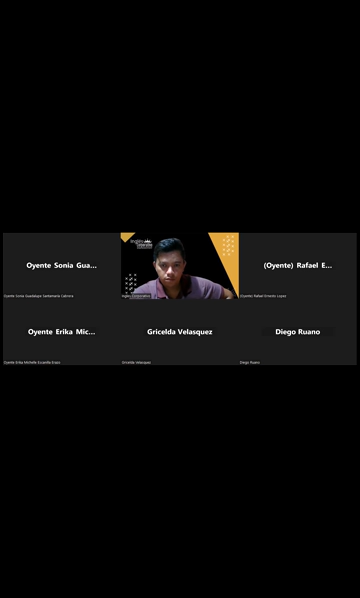 Oyente Sonia Gua...
Oyente Sonia Guadalupe Santamaria Cabrera
(Oyente) Rafael E...
(Oyente) Rafael Ernesto Lopez
Oyente Erika Mic...
Oyente Erika Michelle Escamilla Erazo
Gricelda Velasquez
Gricelda Velasquez
Diego Ruano
Diego Ruano